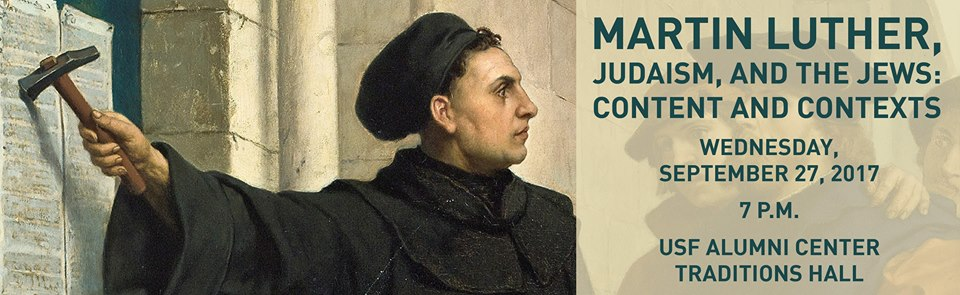 MARTIN LUTHER,
JUDAISM, AND THE JEWS:
CONTENT AND CONTEXTS
WEDNESDAY,
SEPTEMBER 27, 2017
7 P.M.
USF ALUMNI CENTER
TRADITIONS HALL